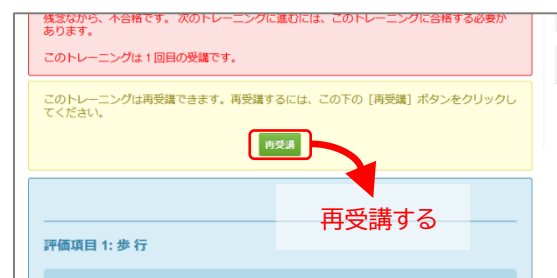 残念ながら、不合格です。次のトレーニングに進むには、このトレーニングに合格する必要が
あります。
このトレーニングは１回目の受講です。
このトレーニングは再受講できます。再受講するには、この下の［再受講］ボタンをクリックし
てください。
再受講
再受講する
評価項目 1: 歩 行